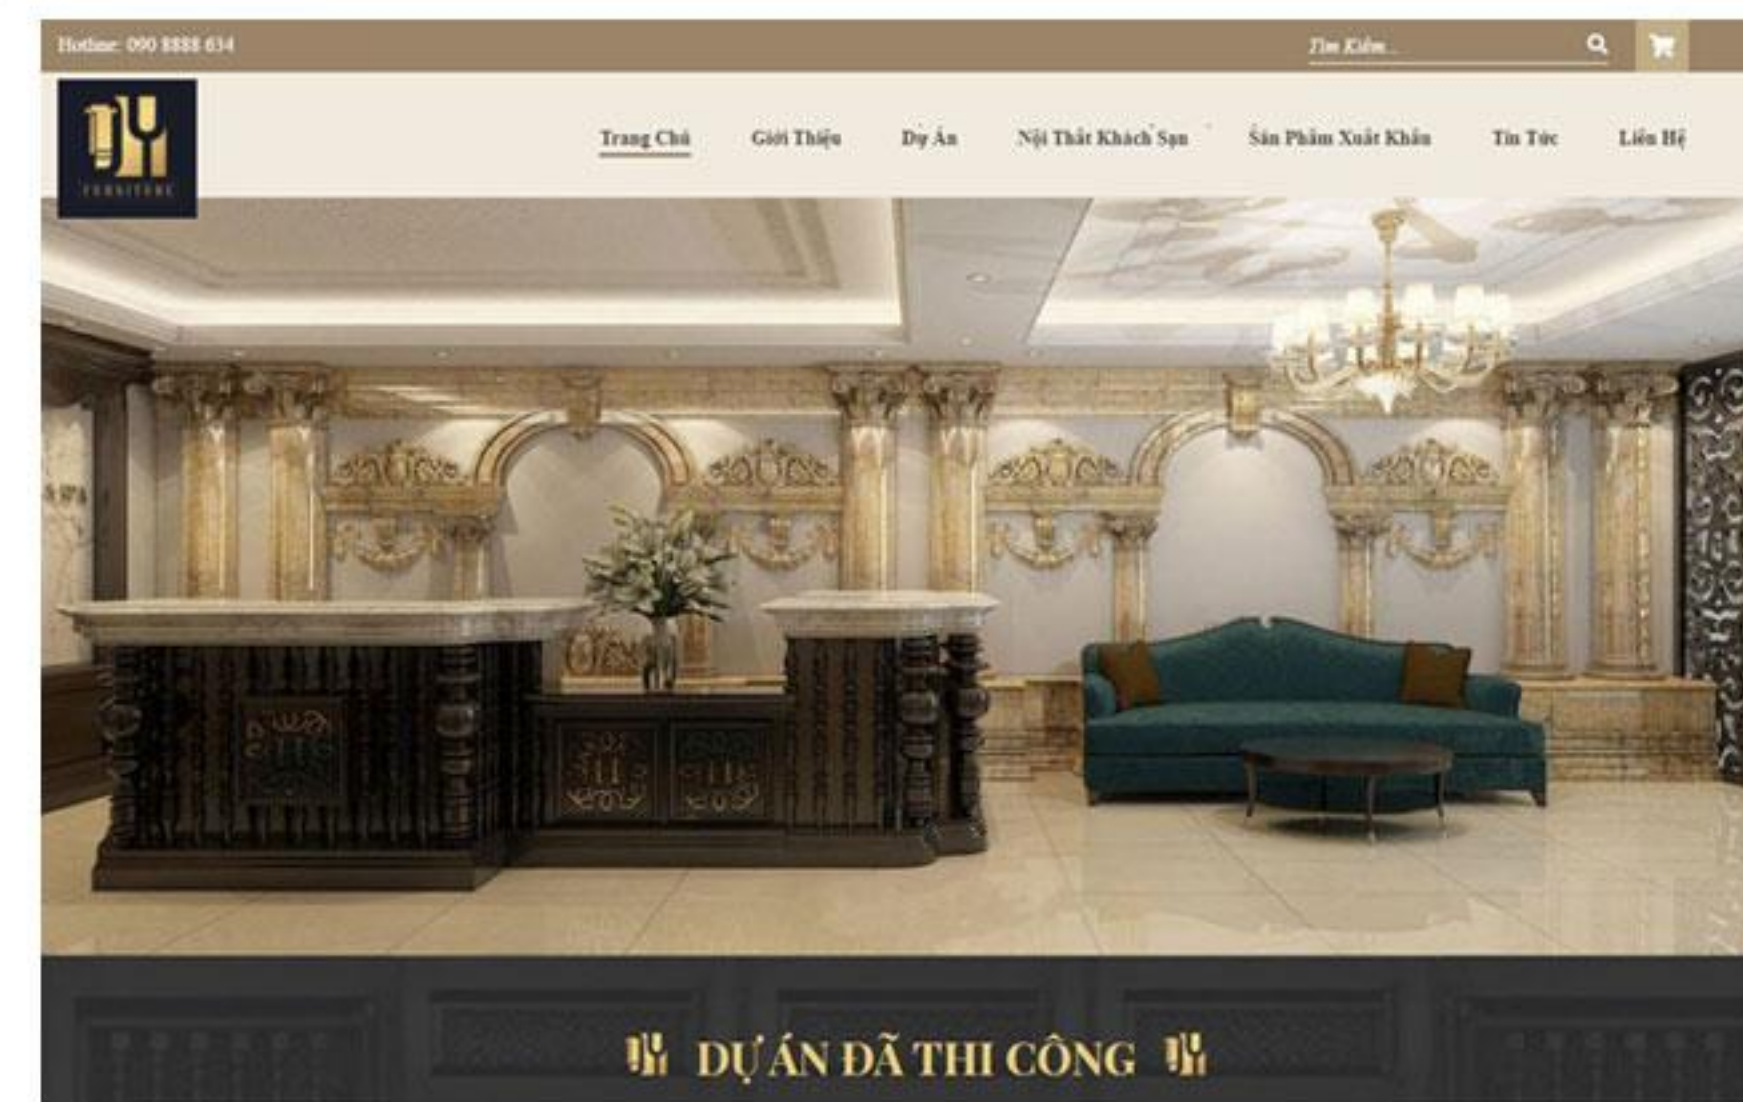 Hotline: 090 8888 634
Tìm Kiếm...
FURNITURE
Trang Chủ
Giới Thiệu
Dự Án
Nội Thất Khách Sạn
Sản Phẩm Xuất Khẩu
Tin Tức
Liên Hệ
DỰ ÁN ĐÃ THI CÔNG